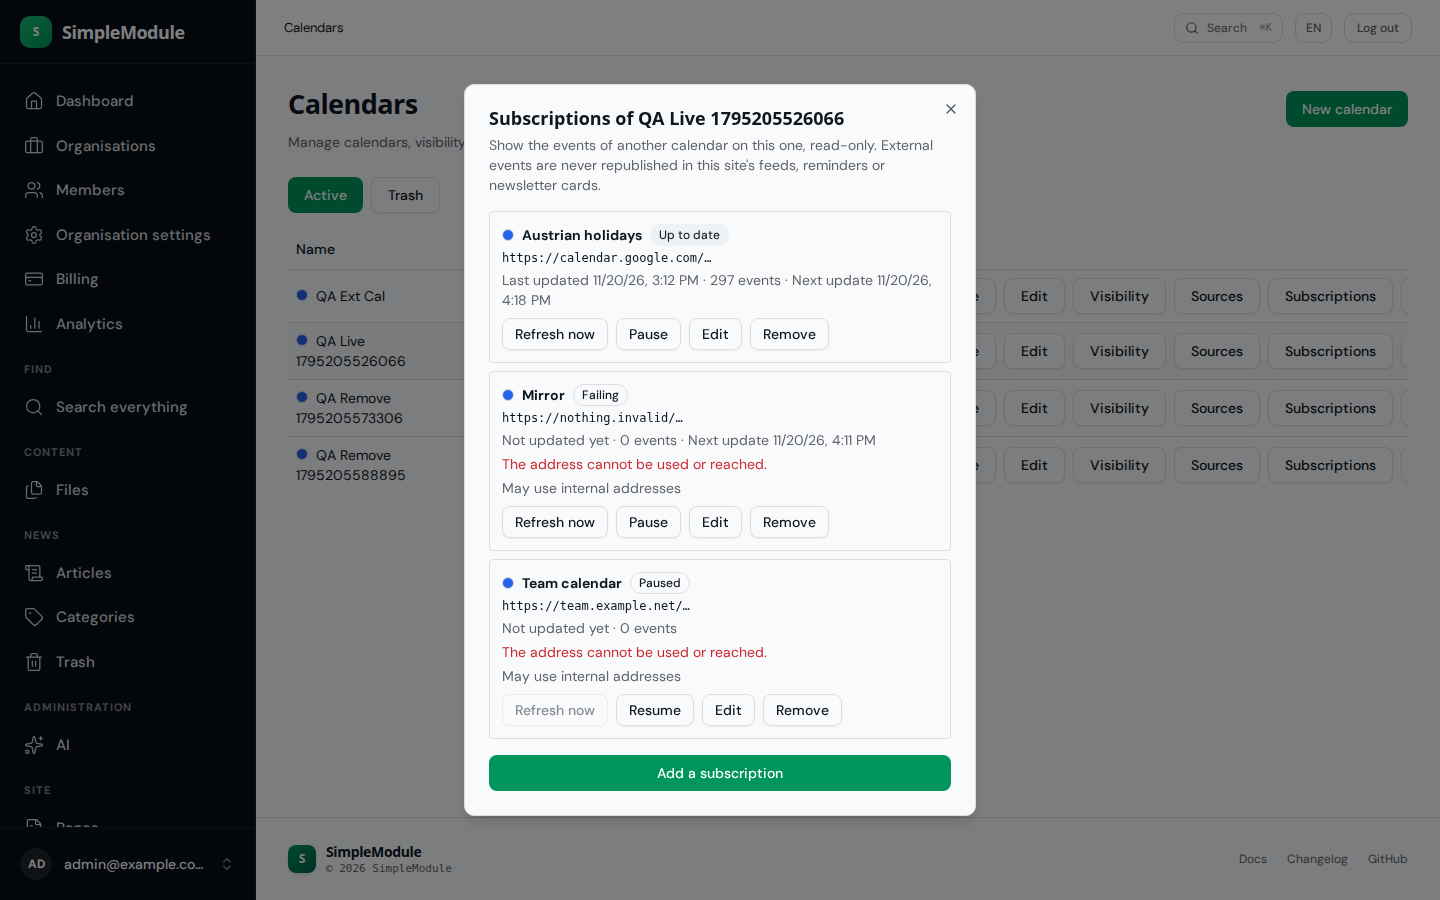 S SimpleModule
Dashboard
Organisations
Members
Organisation settings
Billing
Analytics
FIND
Search everything
CONTENT
Files
NEWS
Articles
Categories
Trash
ADMINISTRATION
AI
SITE
AD admin@example.co...
Calendars
Search ⌘K
EN
Log out
Calendars
Manage calendars, visibility
New calendar
Active
Trash
Name
QA Ext Cal
Edit Visibility Sources Subscriptions
QA Live
1795205526066
Edit Visibility Sources Subscriptions
QA Remove
1795205573306
Edit Visibility Sources Subscriptions
QA Remove
1795205588895
Edit Visibility Sources Subscriptions
Subscriptions of QA Live 1795205526066
Show the events of another calendar on this one, read-only. External
events are never republished in this site's feeds, reminders or
newsletter cards.
Austrian holidays Up to date
https://calendar.google.com/…
Last updated 11/20/26, 3:12 PM · 297 events · Next update 11/20/26,
4:18 PM
Refresh now Pause Edit Remove
Mirror Failing
https://nothing.invalid/…
Not updated yet · 0 events · Next update 11/20/26, 4:11 PM
The address cannot be used or reached.
May use internal addresses
Refresh now Pause Edit Remove
Team calendar Paused
https://team.example.net/…
Not updated yet · 0 events
The address cannot be used or reached.
May use internal addresses
Refresh now Resume Edit Remove
Add a subscription
S SimpleModule
© 2026 SimpleModule
Docs Changelog GitHub